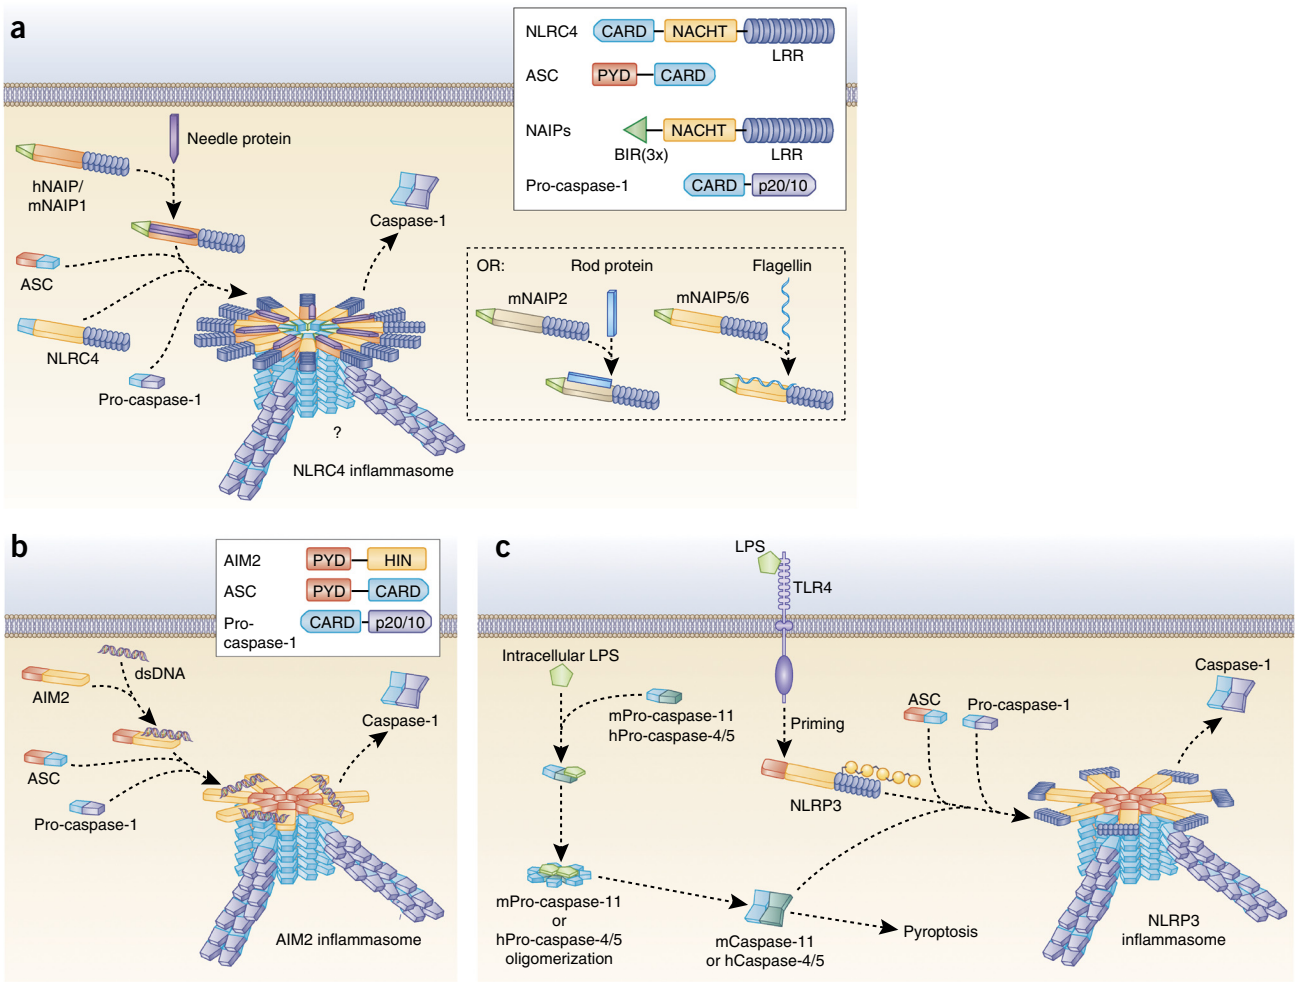 a
NLRC4
CARD
NACHT
LRR
ASC
PYD
CARD
NAIPs
BIR(3x)
NACHT
LRR
Pro-caspase-1
CARD
p20/10
Needle protein
hNAIP/
mNAIP1
ASC
NLRC4
Pro-caspase-1
Caspase-1
?
NLRC4 inflammasome
OR:
Rod protein
Flagellin
mNAIP2
mNAIP5/6
b
AIM2
PYD
HIN
ASC
PYD
CARD
Pro-
caspase-1
CARD
p20/10
dsDNA
AIM2
ASC
Pro-caspase-1
Caspase-1
AIM2 inflammasome
c
LPS
TLR4
Intracellular LPS
mPro-caspase-11
hPro-caspase-4/5
Priming
NLRP3
ASC
Pro-caspase-1
Caspase-1
mPro-caspase-11
or
hPro-caspase-4/5
oligomerization
mCaspase-11
or hCaspase-4/5
Pyroptosis
NLRP3
inflammasome